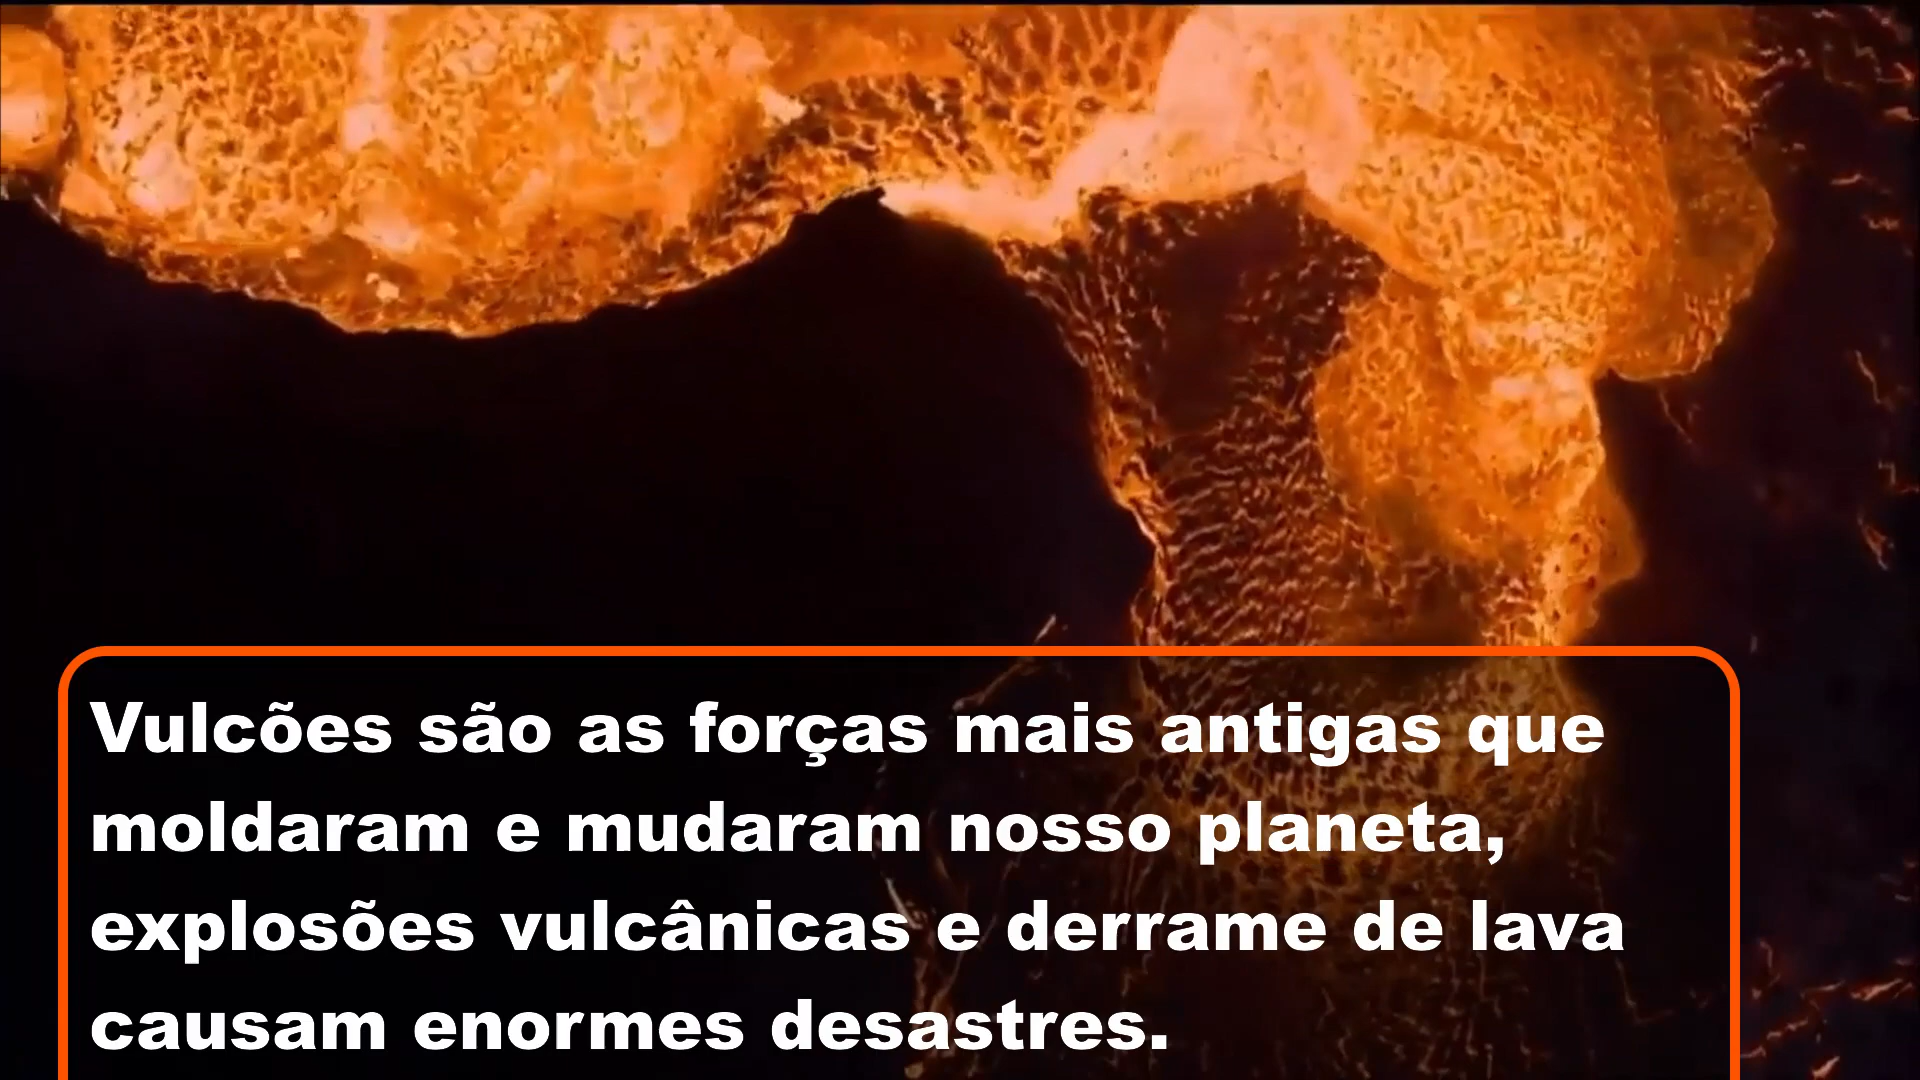 Vulcões são as forças mais antigas que
moldaram e mudaram nosso planeta,
explosões vulcânicas e derrame de lava
causam enormes desastres.